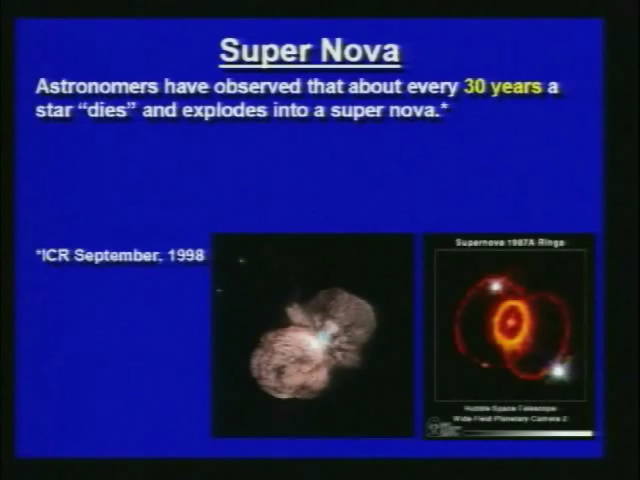 Super Nova
Astronomers have observed that about every 30 years a
star “dies” and explodes into a super nova.*
*ICR September, 1998
Supernova 1987A Rings
Hubble Space Telescope
Wide Field Planetary Camera 2